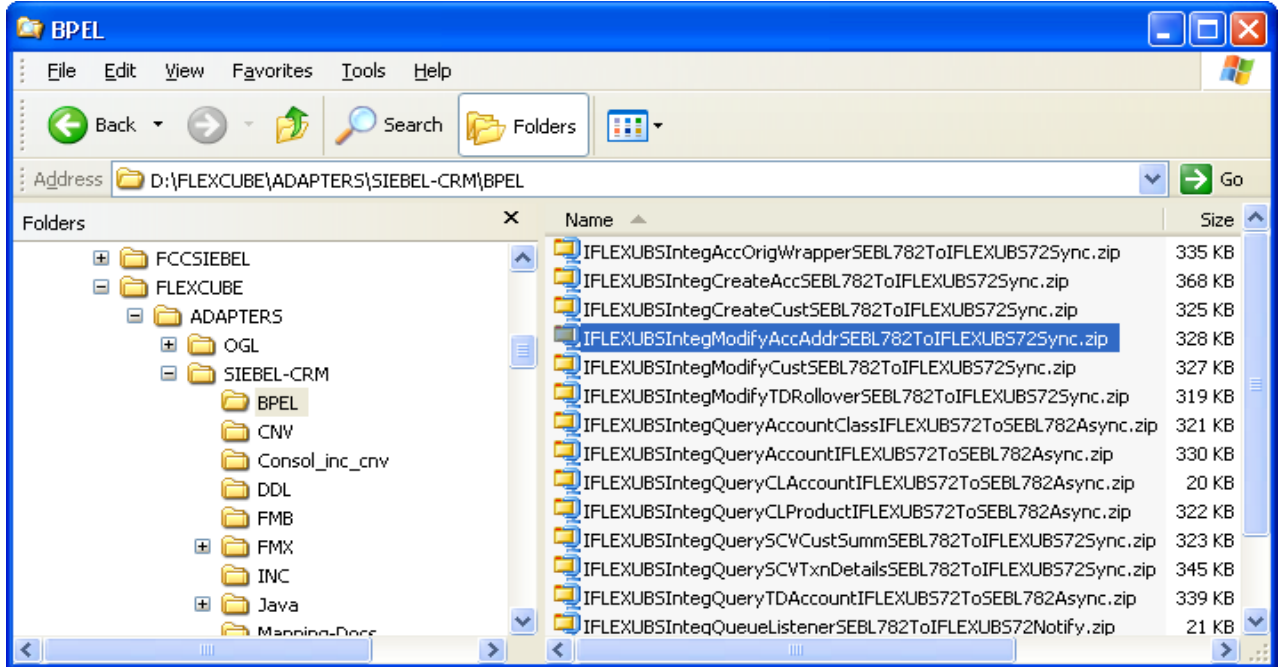 BPEL
File Edit View Favorites Tools Help
Back Search Folders
Address D:\FLEXCUBE\ADAPTERS\SIEBEL-CRM\BPEL Go
Folders x Name Size
FCCSIEBEL
FLEXCUBE
ADAPTERS
OGL
SIEBEL-CRM
BPEL
CNV
Consol_inc_cnv
DDL
FMB
FMX
INC
Java
Mapping-Docs
IFLEXUBSIntegAccOrigWrapperSEBL782ToIFLEXUBS72Sync.zip 335 KB
IFLEXUBSIntegCreateAccSEBL782ToIFLEXUBS72Sync.zip 368 KB
IFLEXUBSIntegCreateCustSEBL782ToIFLEXUBS72Sync.zip 325 KB
IFLEXUBSIntegModifyAccAddrSEBL782ToIFLEXUBS72Sync.zip 328 KB
IFLEXUBSIntegModifyCustSEBL782ToIFLEXUBS72Sync.zip 327 KB
IFLEXUBSIntegModifyTDRolloverSEBL782ToIFLEXUBS72Sync.zip 319 KB
IFLEXUBSIntegQueryAccountClassIFLEXUBS72ToSEBL782Async.zip 321 KB
IFLEXUBSIntegQueryAccountIFLEXUBS72ToSEBL782Async.zip 330 KB
IFLEXUBSIntegQueryCLAccountIFLEXUBS72ToSEBL782Async.zip 20 KB
IFLEXUBSIntegQueryCLProductIFLEXUBS72ToSEBL782Async.zip 322 KB
IFLEXUBSIntegQuerySCVCustSummSEBL782ToIFLEXUBS72Sync.zip 323 KB
IFLEXUBSIntegQuerySCVTxnDetailsSEBL782ToIFLEXUBS72Sync.zip 345 KB
IFLEXUBSIntegQueryTDAccountIFLEXUBS72ToSEBL782Async.zip 339 KB
IFLEXUBSIntegQueueListenerSEBL782ToIFLEXUBS72Notify.zip 21 KB